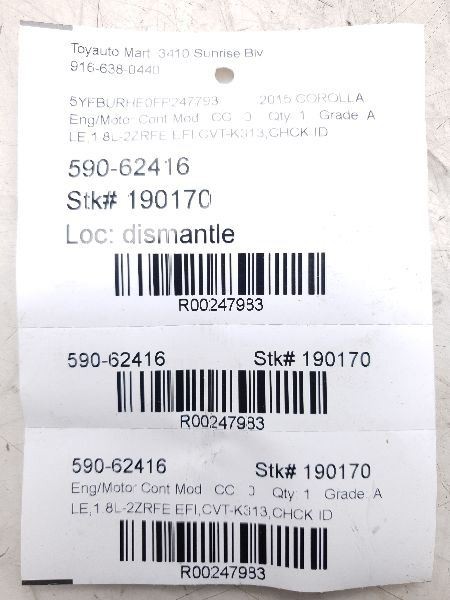 Toyauto Mart 3410 Sunrise Blv
916-638-0440
5YFBURHE0FP247793 2015 COROLLA
Eng/Motor Cont Mod CC 0 Qty 1 Grade A
LE,1.8L-2ZRFE EFI,CVT-K313,CHCK ID
590-62416
Stk# 190170
Loc: dismantle
R00247983
590-62416 Stk# 190170
R00247983
590-62416 Stk# 190170
Eng/Motor Cont Mod CC 0 Qty 1 Grade A
LE,1.8L-2ZRFE EFI,CVT-K313,CHCK ID
R00247983